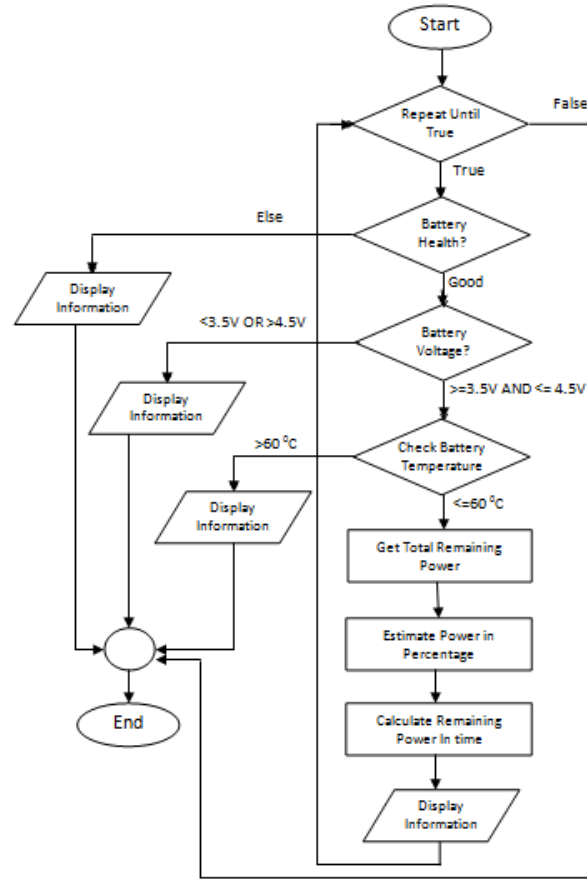 Start
Repeat Until
True
False
True
Battery
Health?
Else
Good
Display
Information
Battery
Voltage?
<3.5V OR >4.5V
>=3.5V AND <= 4.5V
Display
Information
Check Battery
Temperature
>60 ⁰C
<=60 ⁰C
Display
Information
Get Total Remaining
Power
Estimate Power in
Percentage
Calculate Remaining
Power In time
Display
Information
End